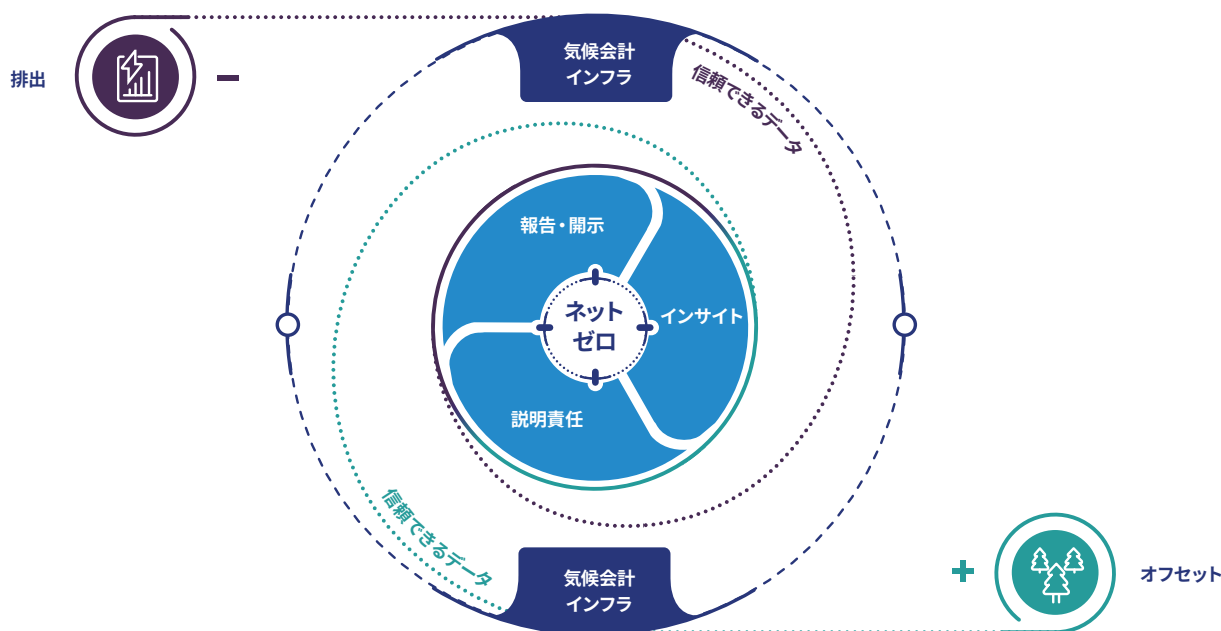 気候会計
インフラ
排出
信頼できるデータ
報告・開示
ネット
ゼロ
インサイト
説明責任
信頼できるデータ
気候会計
インフラ
オフセット